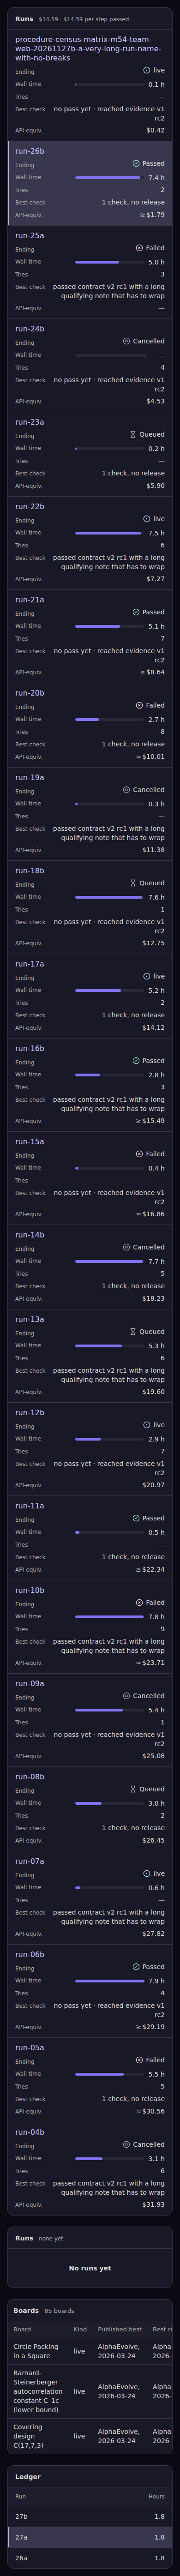 Runs $14.59 · $14.59 per step passed
procedure-census-matrix-m54-team-
web-20261127b-a-very-long-run-name-
with-no-breaks
Ending live
Wall time 0.1 h
Tries —
Best check no pass yet · reached evidence v1
rc2
API-equiv. $0.42
run-26b
Ending Passed
Wall time 7.4 h
Tries 2
Best check 1 check, no release
API-equiv. ≥ $1.79
run-25a
Ending Failed
Wall time 5.0 h
Tries 3
Best check passed contract v2 rc1 with a long
qualifying note that has to wrap
API-equiv. —
run-24b
Ending Cancelled
Wall time —
Tries 4
Best check no pass yet · reached evidence v1
rc2
API-equiv. $4.53
run-23a
Ending Queued
Wall time 0.2 h
Tries —
Best check 1 check, no release
API-equiv. $5.90
run-22b
Ending live
Wall time 7.5 h
Tries 6
Best check passed contract v2 rc1 with a long
qualifying note that has to wrap
API-equiv. $7.27
run-21a
Ending Passed
Wall time 5.1 h
Tries 7
Best check no pass yet · reached evidence v1
rc2
API-equiv. ≥ $8.64
run-20b
Ending Failed
Wall time 2.7 h
Tries 8
Best check 1 check, no release
API-equiv. ≈ $10.01
run-19a
Ending Cancelled
Wall time 0.3 h
Tries —
Best check passed contract v2 rc1 with a long
qualifying note that has to wrap
API-equiv. $11.38
run-18b
Ending Queued
Wall time 7.6 h
Tries 1
Best check no pass yet · reached evidence v1
rc2
API-equiv. $12.75
run-17a
Ending live
Wall time 5.2 h
Tries 2
Best check 1 check, no release
API-equiv. $14.12
run-16b
Ending Passed
Wall time 2.8 h
Tries 3
Best check passed contract v2 rc1 with a long
qualifying note that has to wrap
API-equiv. ≥ $15.49
run-15a
Ending Failed
Wall time 0.4 h
Tries —
Best check no pass yet · reached evidence v1
rc2
API-equiv. ≈ $16.86
run-14b
Ending Cancelled
Wall time 7.7 h
Tries 5
Best check 1 check, no release
API-equiv. $18.23
run-13a
Ending Queued
Wall time 5.3 h
Tries 6
Best check passed contract v2 rc1 with a long
qualifying note that has to wrap
API-equiv. $19.60
run-12b
Ending live
Wall time 2.9 h
Tries 7
Best check no pass yet · reached evidence v1
rc2
API-equiv. $20.97
run-11a
Ending Passed
Wall time 0.5 h
Tries —
Best check 1 check, no release
API-equiv. ≥ $22.34
run-10b
Ending Failed
Wall time 7.8 h
Tries 9
Best check passed contract v2 rc1 with a long
qualifying note that has to wrap
API-equiv. ≈ $23.71
run-09a
Ending Cancelled
Wall time 5.4 h
Tries 1
Best check no pass yet · reached evidence v1
rc2
API-equiv. $25.08
run-08b
Ending Queued
Wall time 3.0 h
Tries 2
Best check 1 check, no release
API-equiv. $26.45
run-07a
Ending live
Wall time 0.6 h
Tries —
Best check passed contract v2 rc1 with a long
qualifying note that has to wrap
API-equiv. $27.82
run-06b
Ending Passed
Wall time 7.9 h
Tries 4
Best check no pass yet · reached evidence v1
rc2
API-equiv. ≥ $29.19
run-05a
Ending Failed
Wall time 5.5 h
Tries 5
Best check 1 check, no release
API-equiv. ≈ $30.56
run-04b
Ending Cancelled
Wall time 3.1 h
Tries 6
Best check passed contract v2 rc1 with a long
qualifying note that has to wrap
API-equiv. $31.93
Runs none yet
No runs yet
Boards 85 boards
Board Kind Published best Best ri
Circle Packing
in a Square live AlphaEvolve,
2026-03-24 Alpha
2026-
Barnard-
Steinerberger
autocorrelation
constant C_1c
(lower bound) live AlphaEvolve,
2026-03-24 Alpha
2026-
Covering
design
C(17,7,3) live AlphaEvolve,
2026-03-24 Alpha
2026-
Ledger
Run Hours
27b 1.8
27a 1.8
26a 1.8